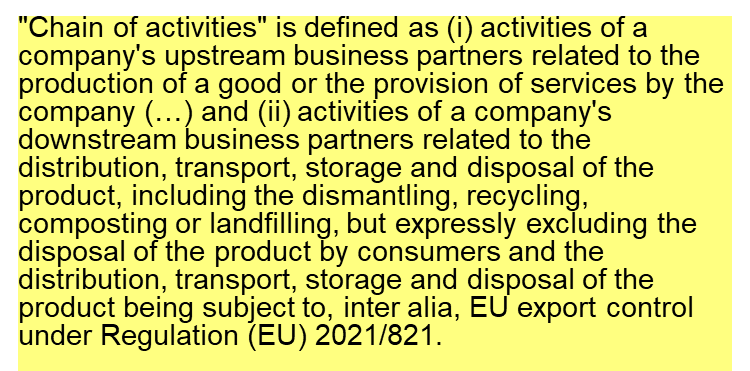 "Chain of activities" is defined as (i) activities of a
company's upstream business partners related to the
production of a good or the provision of services by the
company (…) and (ii) activities of a company's
downstream business partners related to the
distribution, transport, storage and disposal of the
product, including the dismantling, recycling,
composting or landfilling, but expressly excluding the
disposal of the product by consumers and the
distribution, transport, storage and disposal of the
product being subject to, inter alia, EU export control
under Regulation (EU) 2021/821.